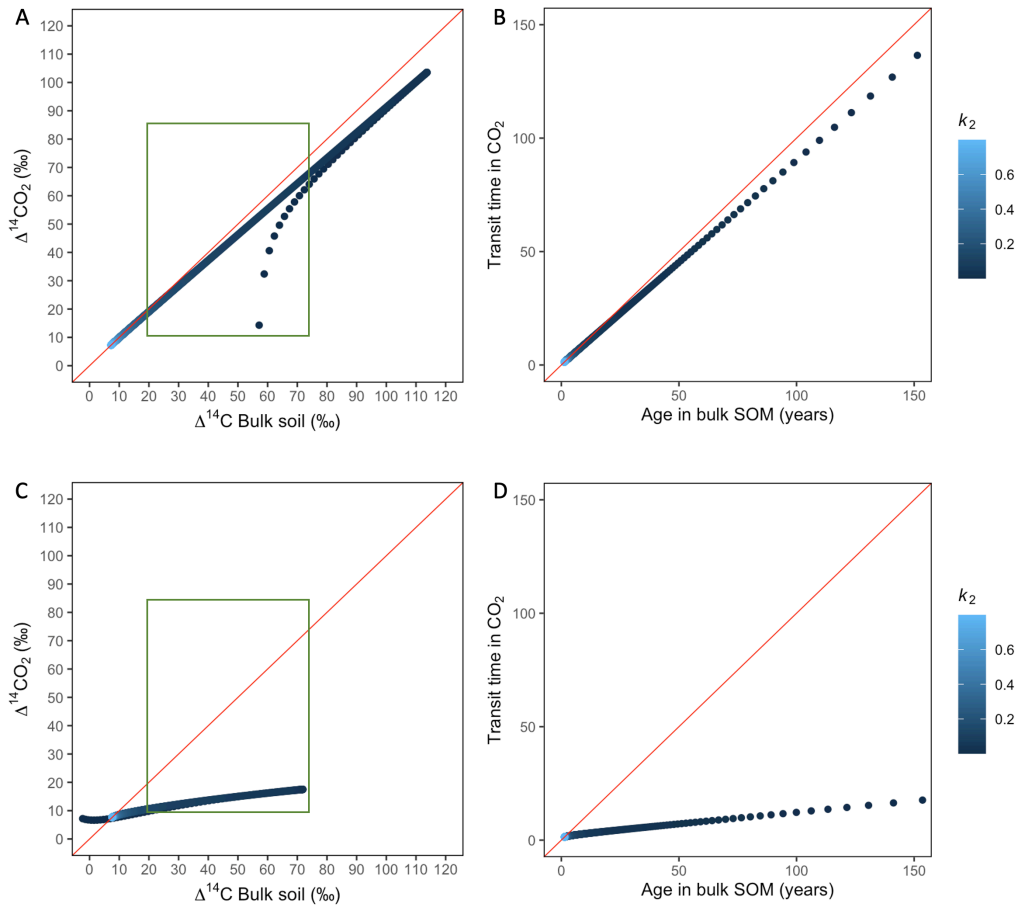 A
120
110
100
90
80
70
60
50
40
30
20
10
0
Δ¹⁴CO₂ (‰)
0 10 20 30 40 50 60 70 80 90 100 110 120
Δ¹⁴C Bulk soil (‰)
B
150
100
50
0
Transit time in CO₂
0 50 100 150
Age in bulk SOM (years)
k₂
0.6
0.4
0.2
C
120
110
100
90
80
70
60
50
40
30
20
10
0
Δ¹⁴CO₂ (‰)
0 10 20 30 40 50 60 70 80 90 100 110 120
Δ¹⁴C Bulk soil (‰)
D
150
100
50
0
Transit time in CO₂
0 50 100 150
Age in bulk SOM (years)
k₂
0.6
0.4
0.2